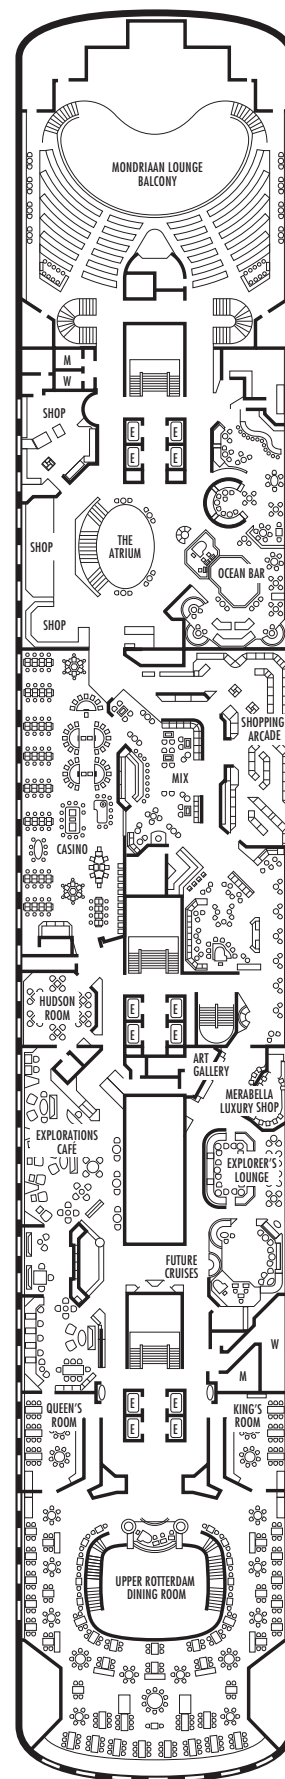 MONDRIAAN LOUNGE
BALCONY
M
W
SHOP
E
E
E
E
SHOP
THE
ATRIUM
OCEAN BAR
SHOP
SHOPPING
ARCADE
MIX
CASINO
HUDSON
ROOM
E
E
E
E
ART
GALLERY
MERABELLA
LUXURY SHOP
EXPLORATIONS
CAFÉ
EXPLORER'S
LOUNGE
FUTURE
CRUISES
W
M
QUEEN'S
ROOM
E
E
E
E
KING'S
ROOM
UPPER ROTTERDAM
DINING ROOM